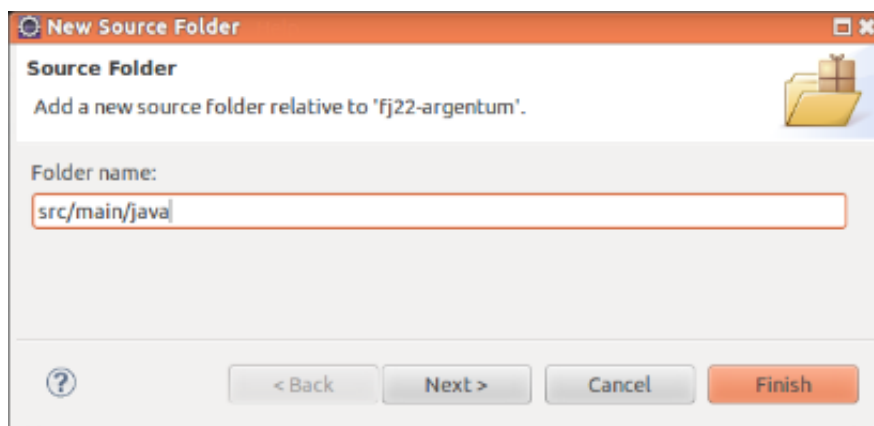 New Source Folder
Source Folder
Add a new source folder relative to 'fj22-argentum'.
Folder name:
src/main/java
?
< Back Next > Cancel Finish